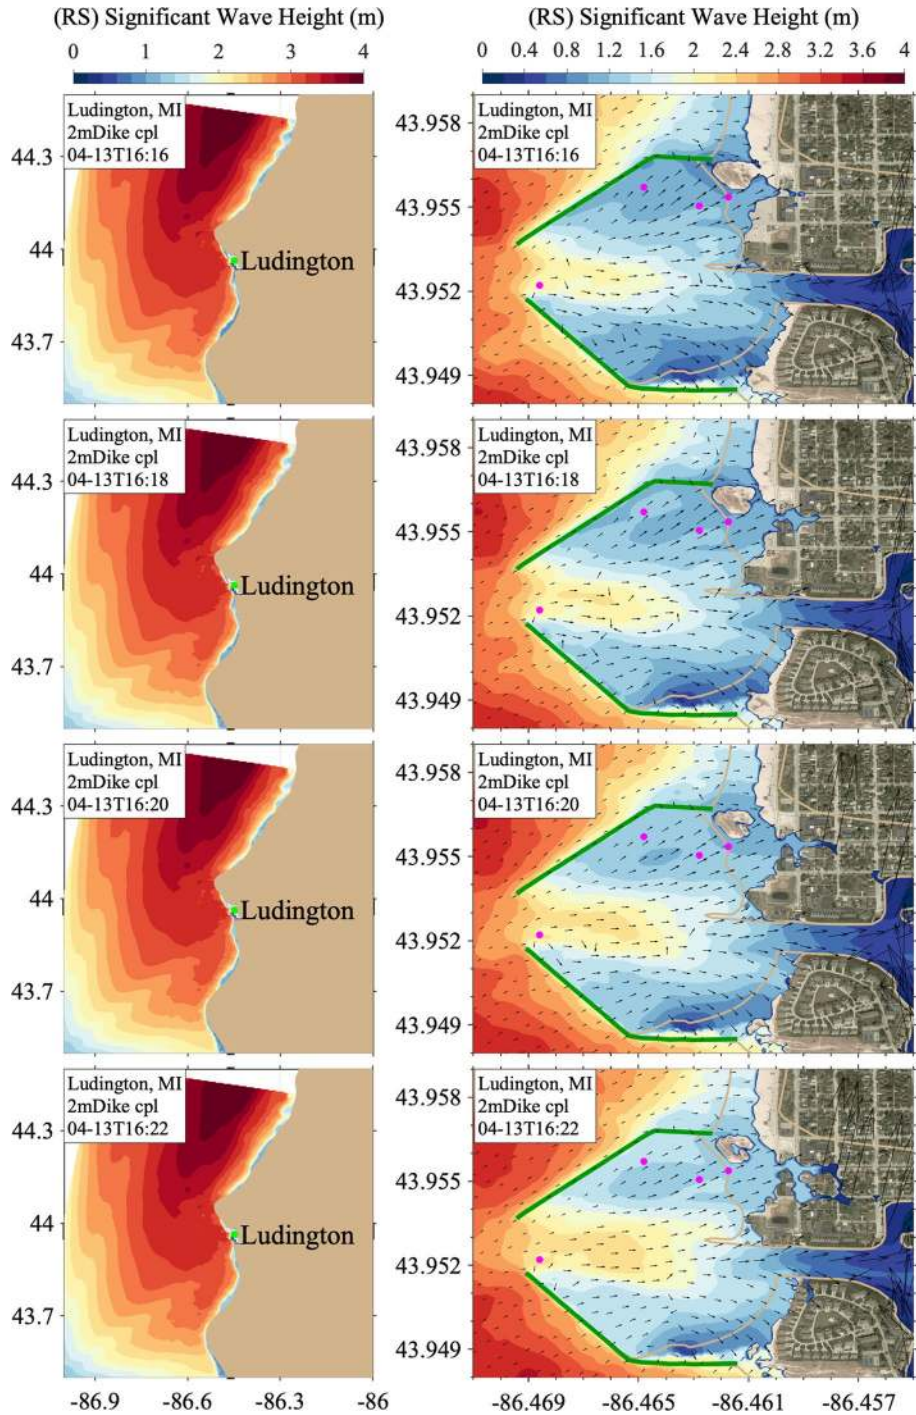 (RS) Significant Wave Height (m) (RS) Significant Wave Height (m)
0 1 2 3 4 0 0.4 0.8 1.2 1.6 2 2.4 2.8 3.2 3.6 4
Ludington, MI
2mDike cpl
04-13T16:16
44.3
44
43.7
Ludington
Ludington, MI
2mDike cpl
04-13T16:16
43.958
43.955
43.952
43.949
Ludington, MI
2mDike cpl
04-13T16:18
44.3
44
43.7
Ludington
Ludington, MI
2mDike cpl
04-13T16:18
43.958
43.955
43.952
43.949
Ludington, MI
2mDike cpl
04-13T16:20
44.3
44
43.7
Ludington
Ludington, MI
2mDike cpl
04-13T16:20
43.958
43.955
43.952
43.949
Ludington, MI
2mDike cpl
04-13T16:22
44.3
44
43.7
Ludington
Ludington, MI
2mDike cpl
04-13T16:22
43.958
43.955
43.952
43.949
-86.9 -86.6 -86.3 -86 -86.469 -86.465 -86.461 -86.457